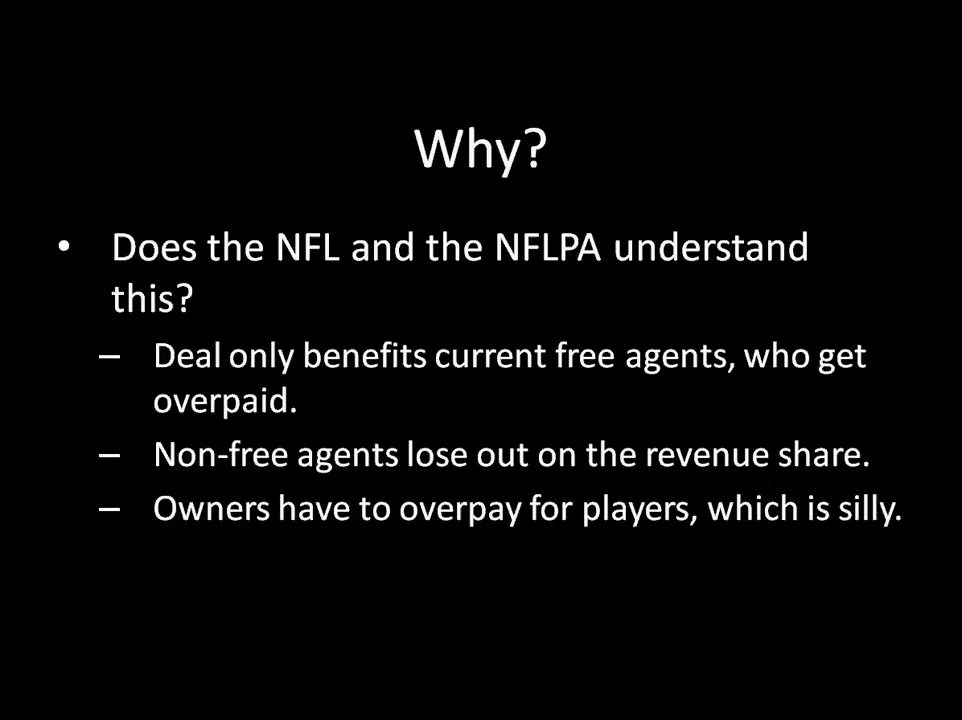 Why?
• Does the NFL and the NFLPA understand
this?
– Deal only benefits current free agents, who get
overpaid.
– Non-free agents lose out on the revenue share.
– Owners have to overpay for players, which is silly.